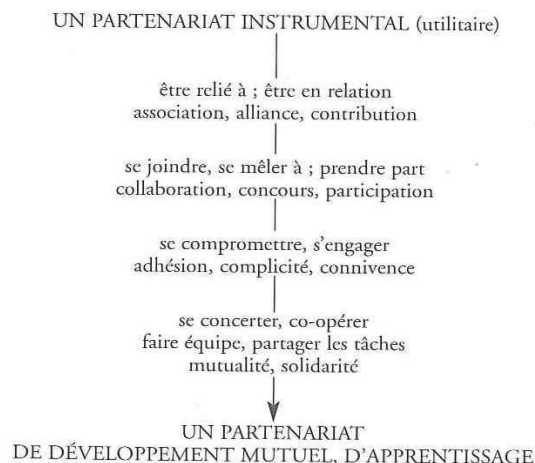 UN PARTENARIAT INSTRUMENTAL (utilitaire)
être relié à ; être en relation
association, alliance, contribution
se joindre, se mêler à ; prendre part
collaboration, concours, participation
se compromettre, s'engager
adhésion, complicité, connivence
se concerter, co-opérer
faire équipe, partager les tâches
mutualité, solidarité
UN PARTENARIAT
DE DÉVELOPPEMENT MUTUEL, D'APPRENTISSAGE